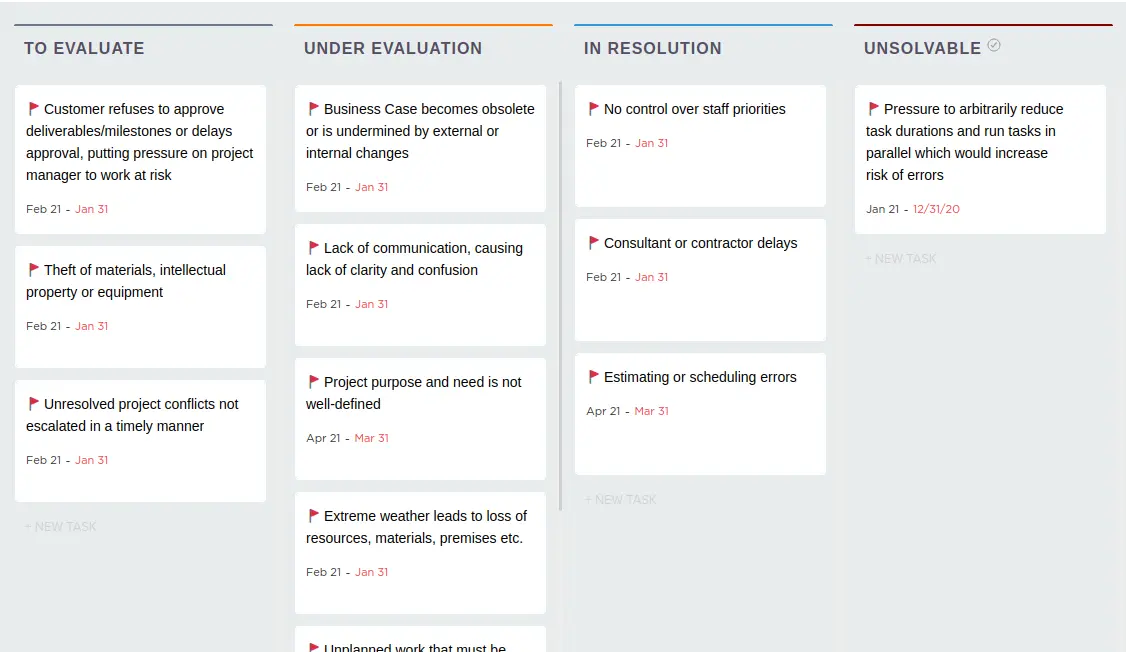 TO EVALUATE
Customer refuses to approve
deliverables/milestones or delays
approval, putting pressure on project
manager to work at risk
Feb 21 - Jan 31
Theft of materials, intellectual
property or equipment
Feb 21 - Jan 31
Unresolved project conflicts not
escalated in a timely manner
Feb 21 - Jan 31
+ NEW TASK
UNDER EVALUATION
Business Case becomes obsolete
or is undermined by external or
internal changes
Feb 21 - Jan 31
Lack of communication, causing
lack of clarity and confusion
Feb 21 - Jan 31
Project purpose and need is not
well-defined
Apr 21 - Mar 31
Extreme weather leads to loss of
resources, materials, premises etc.
Feb 21 - Jan 31
Unplanned work that must be
IN RESOLUTION
No control over staff priorities
Feb 21 - Jan 31
Consultant or contractor delays
Feb 21 - Jan 31
Estimating or scheduling errors
Apr 21 - Mar 31
+ NEW TASK
UNSOLVABLE
Pressure to arbitrarily reduce
task durations and run tasks in
parallel which would increase
risk of errors
Jan 21 - 12/31/20
+ NEW TASK